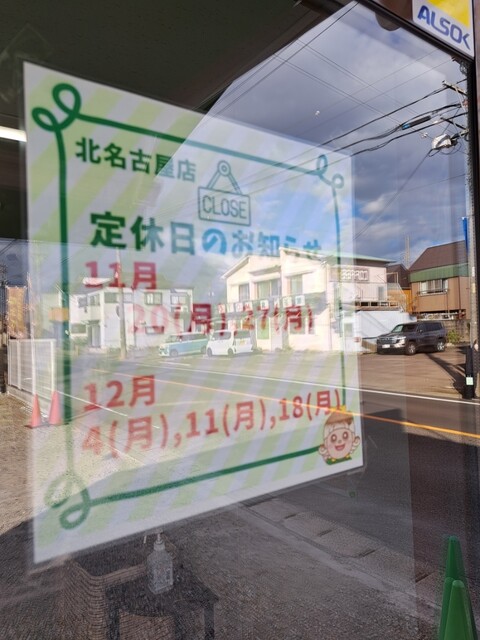 ALSOK
北名古屋店
CLOSE
定休日のお知らせ
11月
20(月),27(月)
12月
4(月),11(月),18(月)